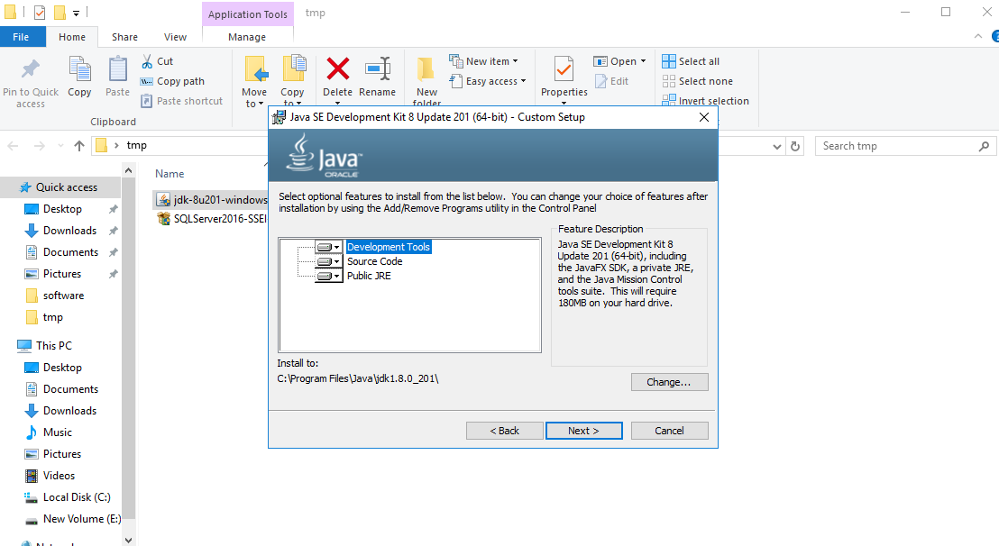 Application Tools
tmp
File
Home
Share
View
Manage
Pin to Quick
access
Copy
Paste
Cut
Copy path
Paste shortcut
Clipboard
Move
to
Copy
to
Delete
Rename
New
folder
New item
Easy access
Properties
Open
Edit
Select all
Select none
Invert selection
tmp
Search tmp
Quick access
Desktop
Downloads
Documents
Pictures
software
tmp
This PC
Desktop
Documents
Downloads
Music
Pictures
Videos
Local Disk (C:)
New Volume (E:)
Name
jdk-8u201-windows
SQLServer2016-SSEI
Java SE Development Kit 8 Update 201 (64-bit) - Custom Setup
Java
ORACLE
Select optional features to install from the list below. You can change your choice of features after
installation by using the Add/Remove Programs utility in the Control Panel
Development Tools
Source Code
Public JRE
Feature Description
Java SE Development Kit 8
Update 201 (64-bit), including
the JavaFX SDK, a private JRE,
and the Java Mission Control
tools suite. This will require
180MB on your hard drive.
Install to:
C:\Program Files\Java\jdk1.8.0_201\
Change...
< Back
Next >
Cancel